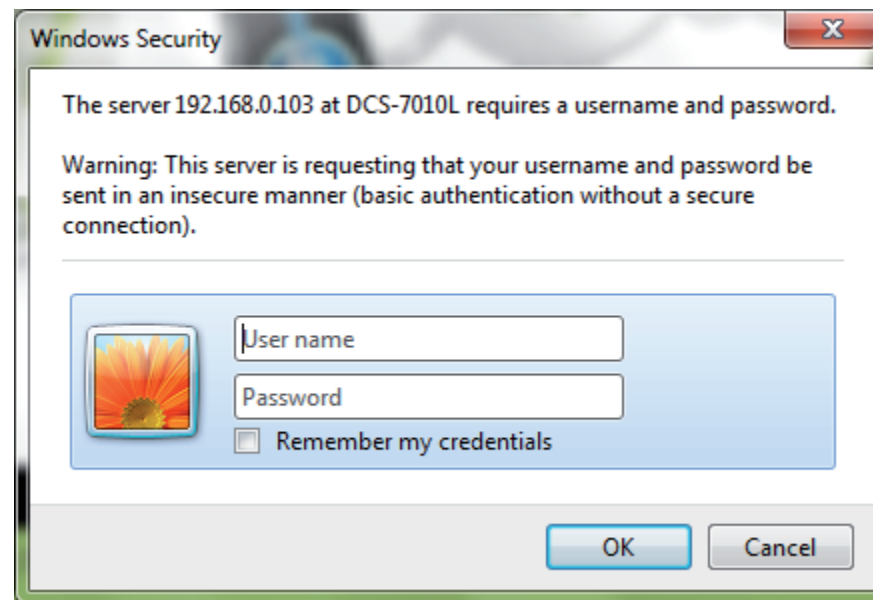 Windows Security
The server 192.168.0.103 at DCS-7010L requires a username and password.
Warning: This server is requesting that your username and password be
sent in an insecure manner (basic authentication without a secure
connection).
User name
Password
Remember my credentials
OK Cancel